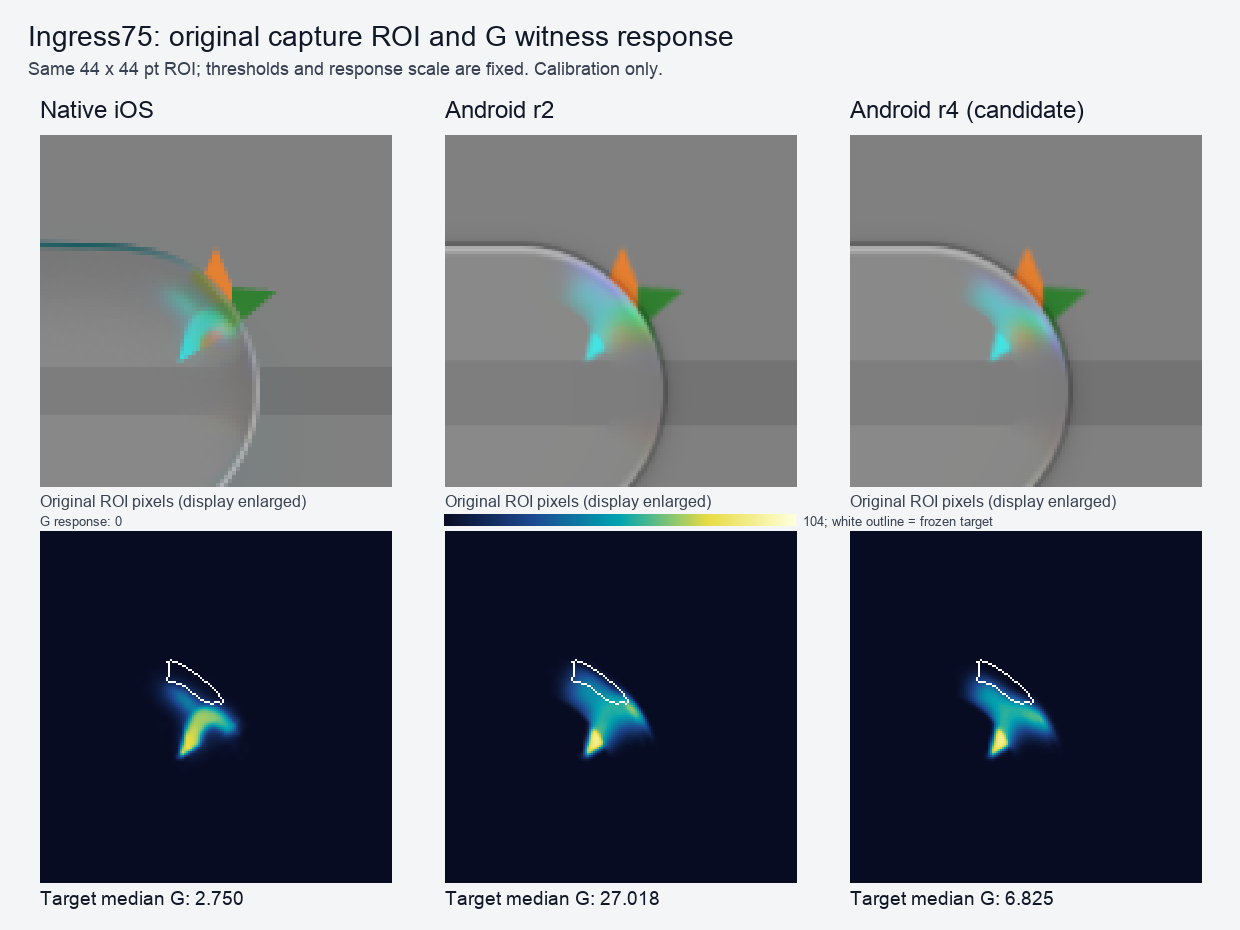 Ingress75: original capture ROI and G witness response
Same 44 x 44 pt ROI; thresholds and response scale are fixed. Calibration only.
Native iOS
Android r2
Android r4 (candidate)
Original ROI pixels (display enlarged)
Original ROI pixels (display enlarged)
Original ROI pixels (display enlarged)
G response: 0
104; white outline = frozen target
Target median G: 2.750
Target median G: 27.018
Target median G: 6.825